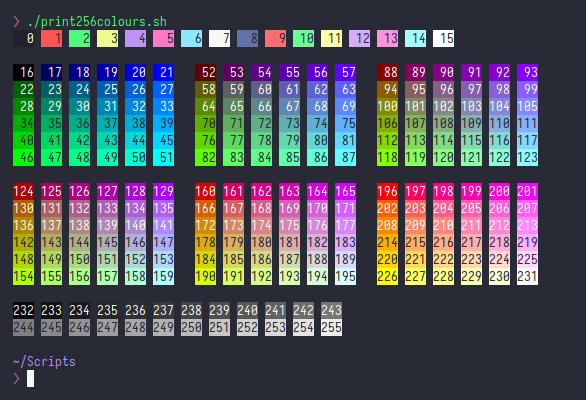 ❯ ./print256colours.sh
0 1 2 3 4 5 6 7 8 9 10 11 12 13 14 15
16 17 18 19 20 21 52 53 54 55 56 57 88 89 90 91 92 93
22 23 24 25 26 27 58 59 60 61 62 63 94 95 96 97 98 99
28 29 30 31 32 33 64 65 66 67 68 69 100 101 102 103 104 105
34 35 36 37 38 39 70 71 72 73 74 75 106 107 108 109 110 111
40 41 42 43 44 45 76 77 78 79 80 81 112 113 114 115 116 117
46 47 48 49 50 51 82 83 84 85 86 87 118 119 120 121 122 123
124 125 126 127 128 129 160 161 162 163 164 165 196 197 198 199 200 201
130 131 132 133 134 135 166 167 168 169 170 171 202 203 204 205 206 207
136 137 138 139 140 141 172 173 174 175 176 177 208 209 210 211 212 213
142 143 144 145 146 147 178 179 180 181 182 183 214 215 216 217 218 219
148 149 150 151 152 153 184 185 186 187 188 189 220 221 222 223 224 225
154 155 156 157 158 159 190 191 192 193 194 195 226 227 228 229 230 231
232 233 234 235 236 237 238 239 240 241 242 243
244 245 246 247 248 249 250 251 252 253 254 255
~/Scripts
❯